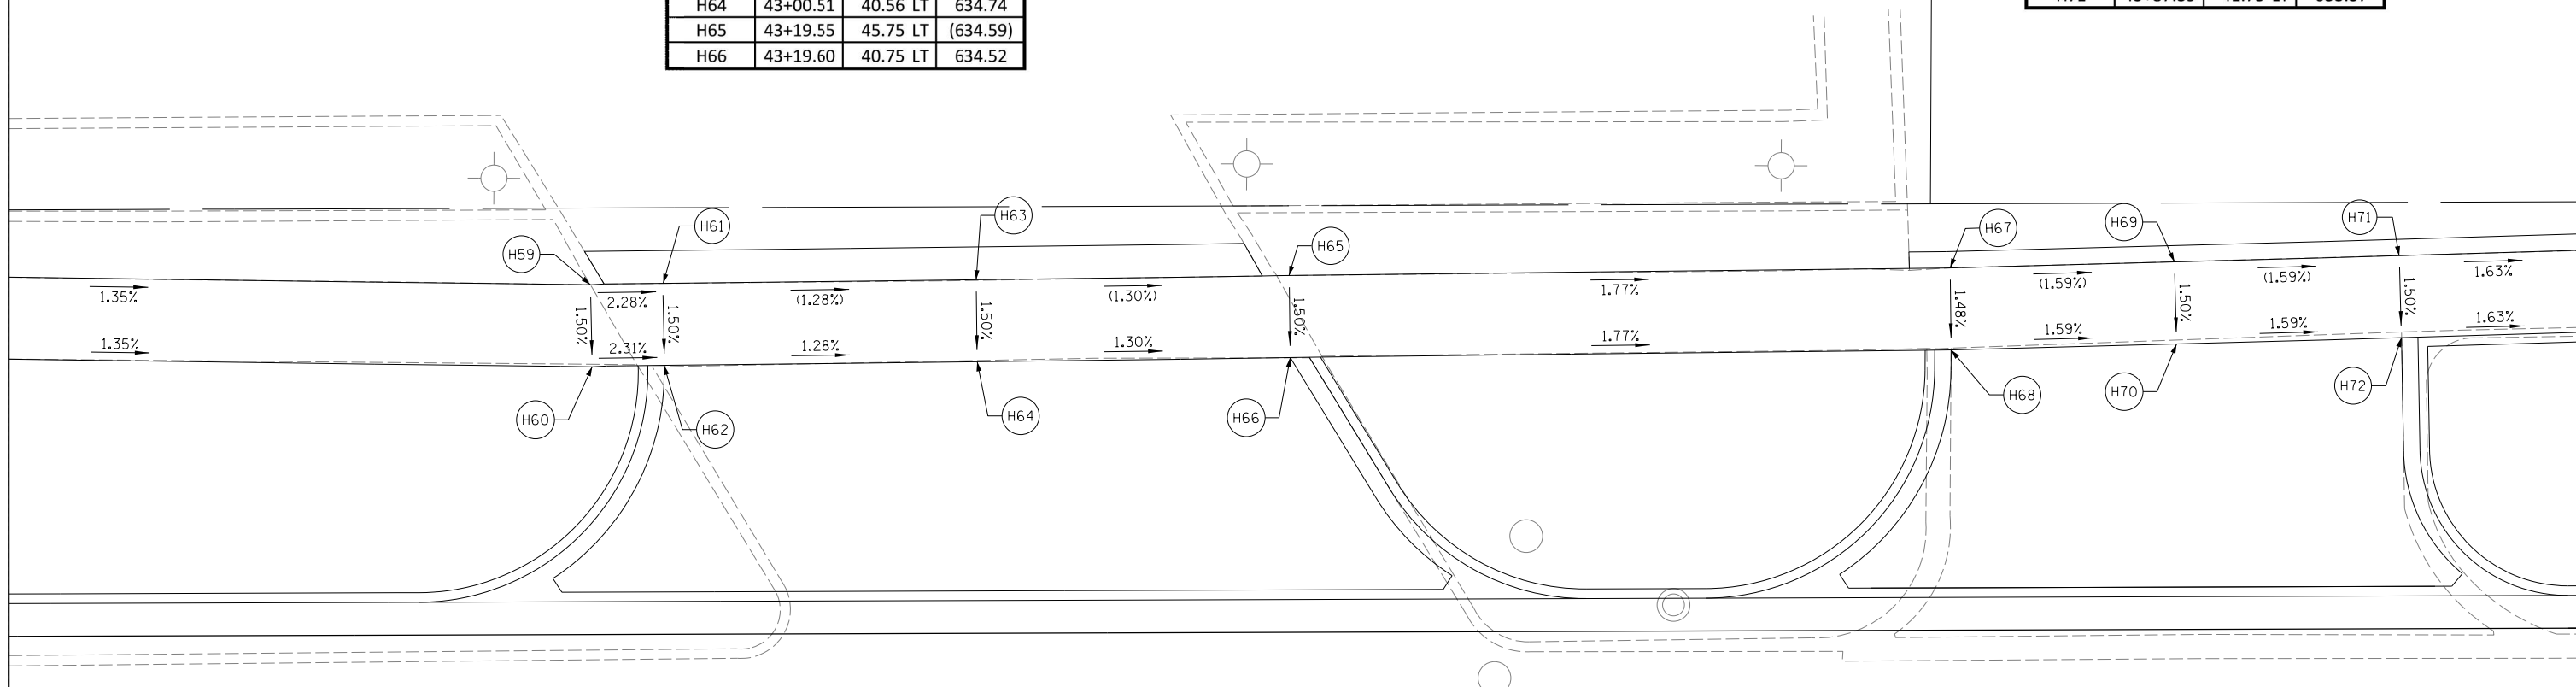 H64 43+00.51 40.56 LT 634.74
H65 43+19.55 45.75 LT (634.59)
H66 43+19.60 40.75 LT 634.52
H63
H61
H71
H69
H67
H65
H59
1.35%
2.28%
(1.28%)
(1.30%)
1.77%
(1.59%)
(1.59%)
1.63%
1.50%
1.50%
1.50%
1.50%
1.48%
1.50%
1.50%
1.35%
2.31%
1.28%
1.30%
1.77%
1.59%
1.59%
1.63%
H60
H62
H64
H66
H68
H70
H72